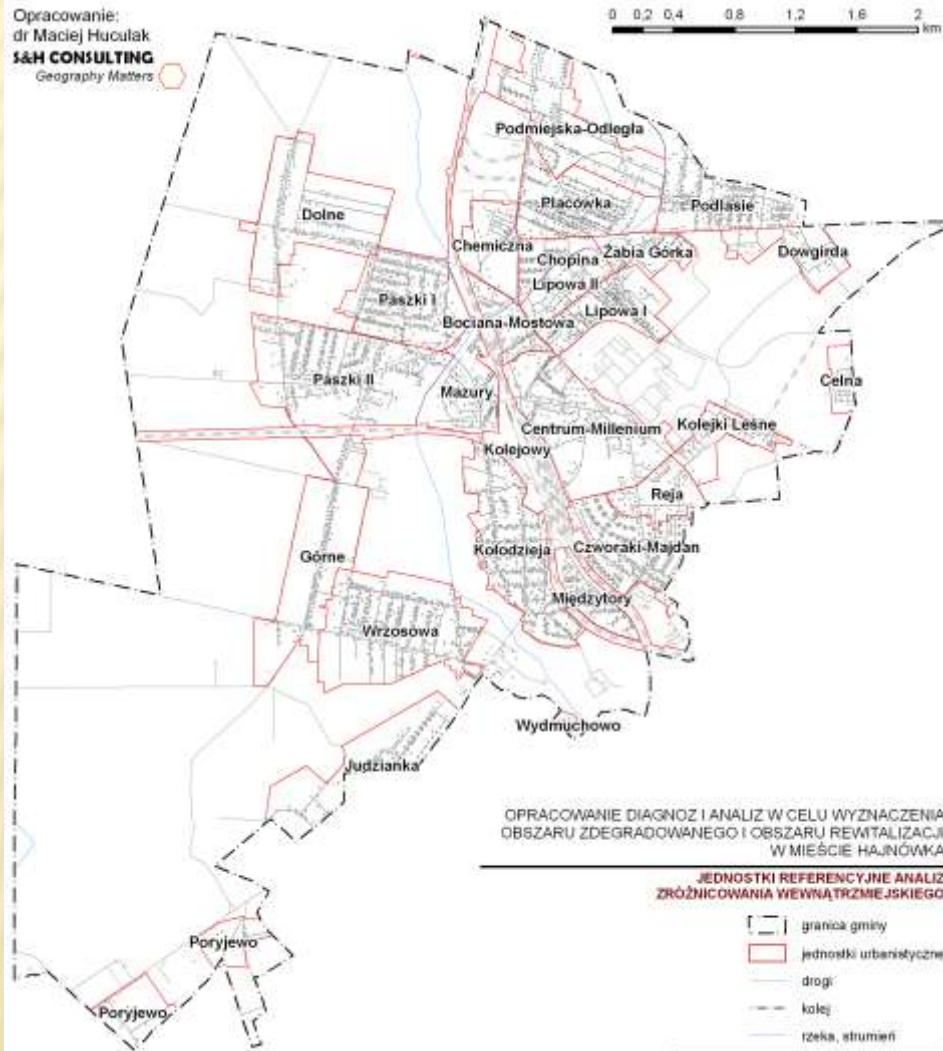 Opracowanie:
dr Maciej Huculak
S&H CONSULTING
Geography Matters
0 0,2 0,4 0,8 1,2 1,6 2
km
Podmiejska-Odległa
Placówka
Podlasie
Dolne
Chemiczna
Chopina
Żabia Górka
Dowgirda
Lipowa II
Paszki I
Lipowa I
Bociana-Mostowa
Paszki II
Mazury
Celna
Centrum-Millenium
Kolejki Leśne
Kolejowy
Reja
Górne
Kołodzieja
Czworaki-Majdan
Międzytory
Wrzosowa
Wydmuchowo
Judzianka
Poryjewo
Poryjewo
OPRACOWANIE DIAGNOZ I ANALIZ W CELU WYZNACZENIA
OBSZARU ZDEGRADOWANEGO I OBSZARU REWITALIZACJI
W MIEŚCIE HAJNÓWKA
JEDNOSTKI REFERENCYJNE ANALIZ
ZRÓŻNICOWANIA WEWNĄTRZMIEJSKIEGO
granica gminy
jednostki urbanistyczne
drogi
kolej
rzeka, strumień